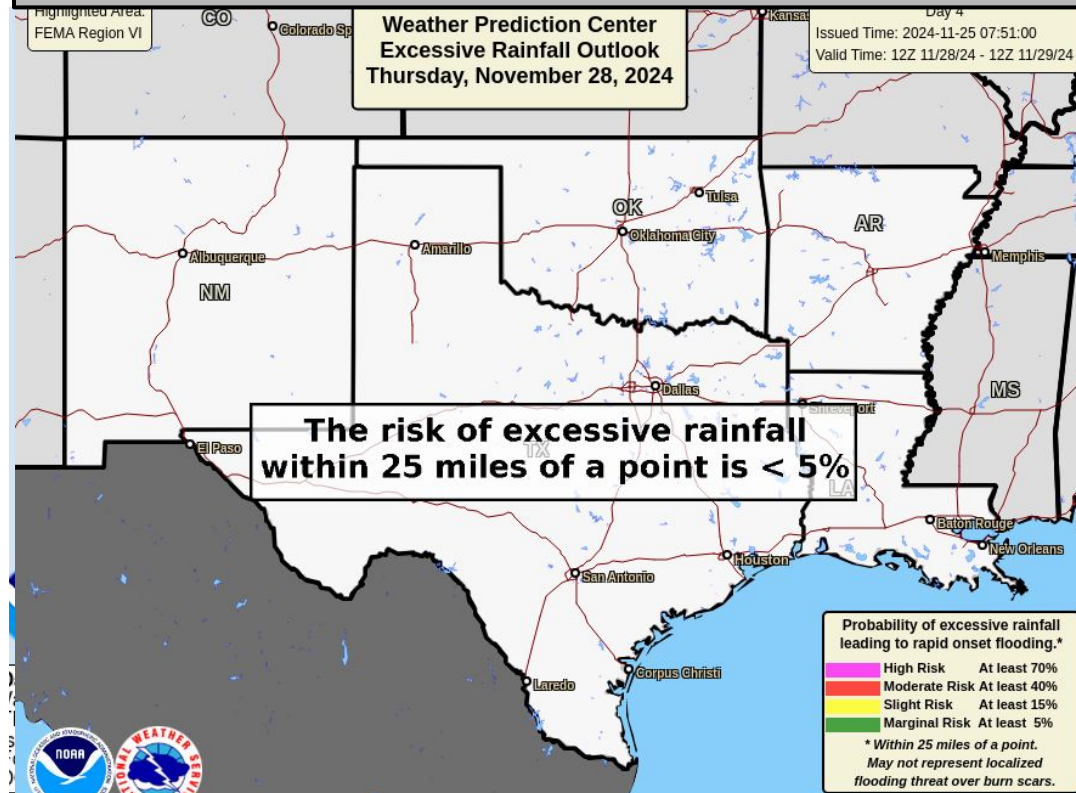 Highlighted Area:
FEMA Region VI
Weather Prediction Center
Excessive Rainfall Outlook
Thursday, November 28, 2024
Day 4
Issued Time: 2024-11-25 07:51:00
Valid Time: 12Z 11/28/24 - 12Z 11/29/24
CO
Colorado Sp
Kansas
Tulsa
OK
Oklahoma City
AR
Memphis
Amarillo
Albuquerque
NM
Dallas
MS
Shreveport
The risk of excessive rainfall
within 25 miles of a point is < 5%
TX
El Paso
LA
Baton Rouge
New Orleans
Houston
San Antonio
Corpus Christi
Laredo
Probability of excessive rainfall
leading to rapid onset flooding.*
High Risk At least 70%
Moderate Risk At least 40%
Slight Risk At least 15%
Marginal Risk At least 5%
* Within 25 miles of a point.
May not represent localized
flooding threat over burn scars.
NOAA
WEATHER